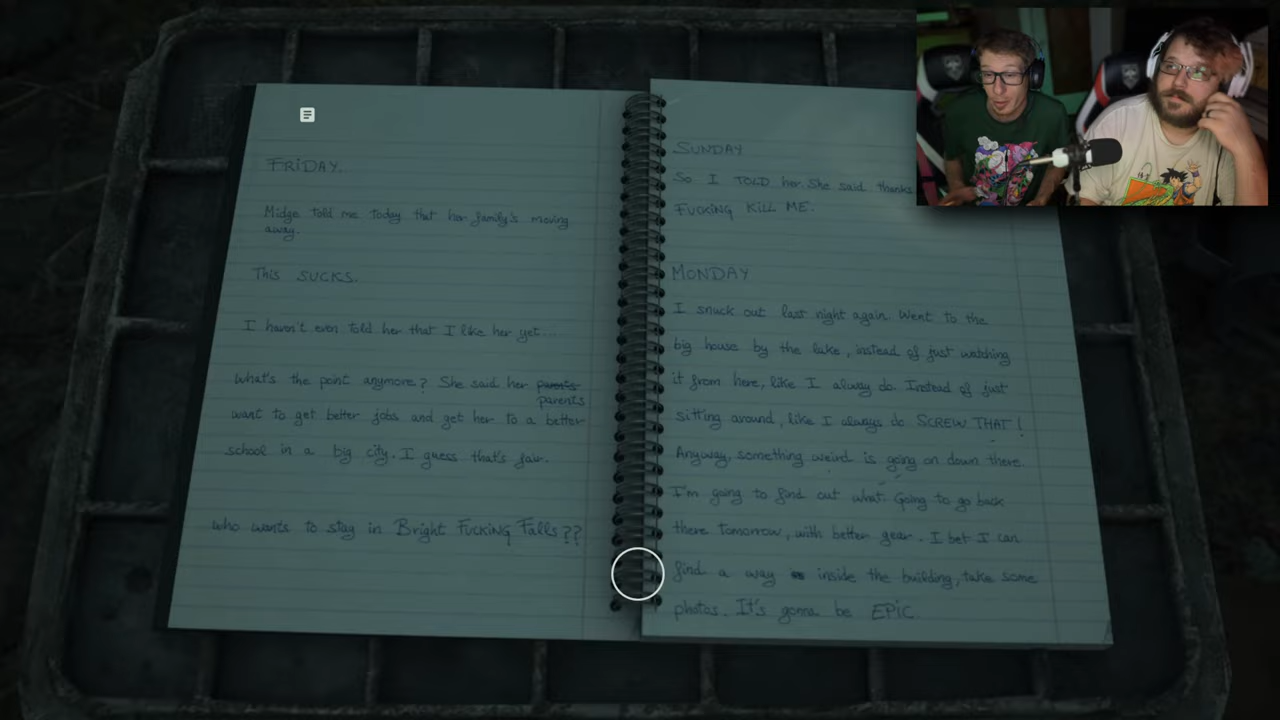 FRIDAY.
Midge told me today that her family's moving
away.
This SUCKS.
I haven't even told her that I like her yet...
What's the point anymore? She said her parents
parents
want to get better jobs and get her to a better
school in a big city. I guess that's fair.
who wants to stay in Bright FUCKING Falls??
SUNDAY
So I TOLD her. She said thanks
FUCKING KILL ME.
MONDAY
I snuck out last night again. Went to the
big house by the lake, instead of just watching
it from here, like I alway do. Instead of just
sitting around, like I always do SCREW THAT!
Anyway, something weird is going on down there.
I'm going to find out what. Going to go back
there tomorrow, with better gear. I bet I can
find a way inside the building, take some
photos. It's gonna be EPIC